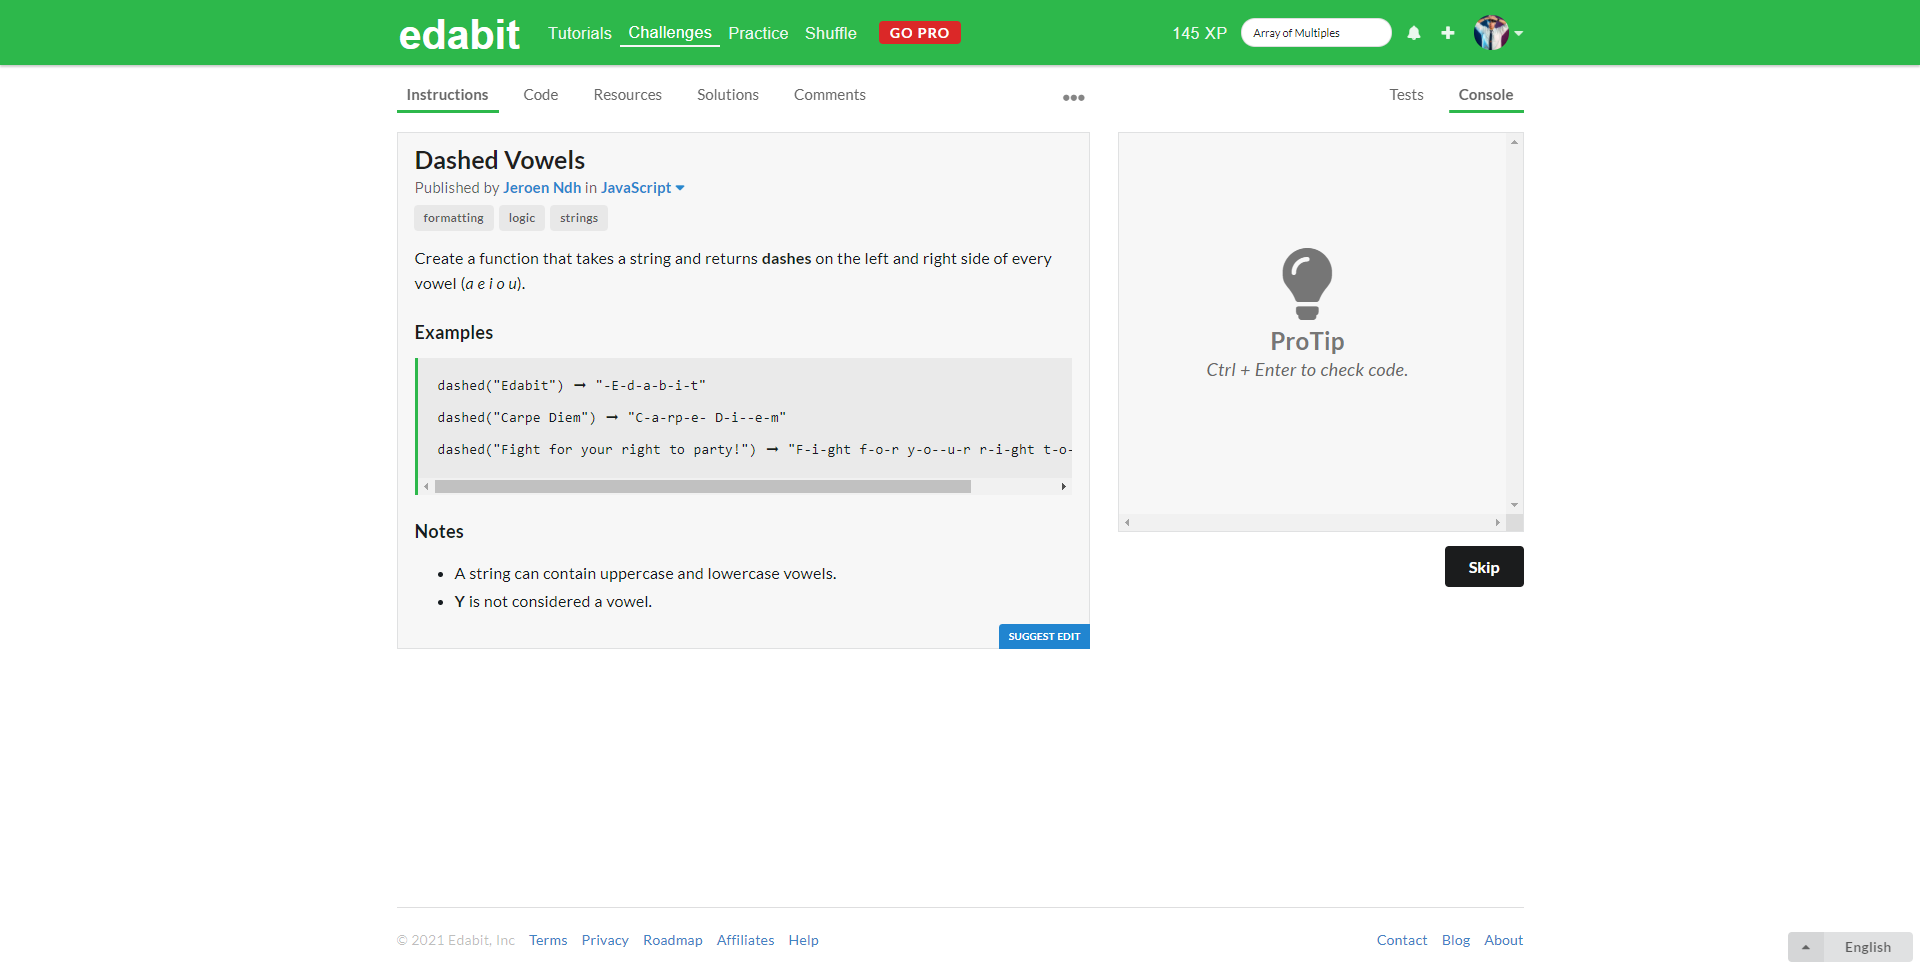 edabit Tutorials Challenges Practice Shuffle GO PRO 145 XP Array of Multiples
Instructions Code Resources Solutions Comments Tests Console
Dashed Vowels
Published by Jeroen Ndh in JavaScript
formatting logic strings
Create a function that takes a string and returns dashes on the left and right side of every
vowel (a e i o u).
Examples
dashed("Edabit") ➞ "-E-d-a-b-i-t"
dashed("Carpe Diem") ➞ "C-a-rp-e- D-i--e-m"
dashed("Fight for your right to party!") ➞ "F-i-ght f-o-r y-o--u-r r-i-ght t-o-
Notes
• A string can contain uppercase and lowercase vowels.
• Y is not considered a vowel.
SUGGEST EDIT
ProTip
Ctrl + Enter to check code.
Skip
© 2021 Edabit, Inc Terms Privacy Roadmap Affiliates Help Contact Blog About
English